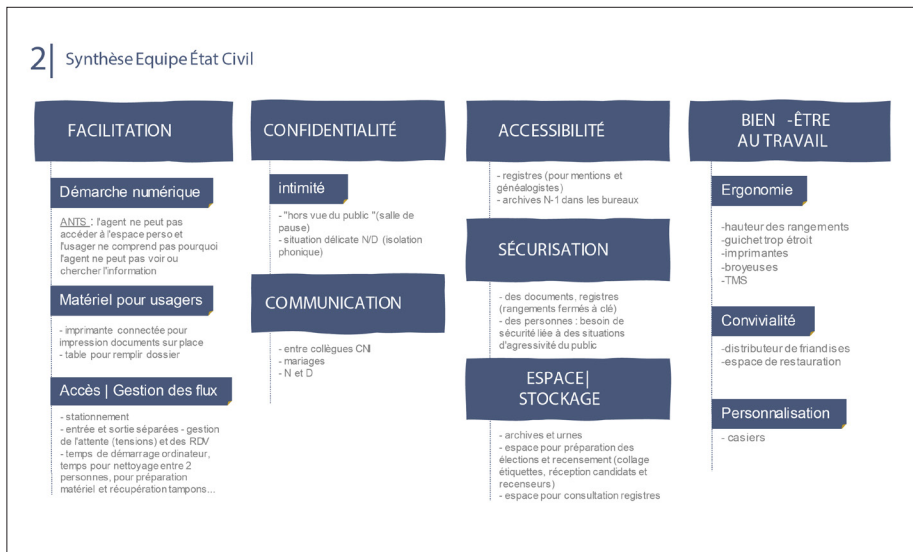 2 Synthèse Equipe État Civil
FACILITATION
Démarche numérique
ANTS : l'agent ne peut pas
accéder à l'espace perso et
l'usager ne comprend pas pourquoi
l'agent ne peut pas voir ou
chercher l'information
Matériel pour usagers
- imprimante connectée pour
impression documents sur place
- table pour remplir dossier
Accès | Gestion des flux
- stationnement
- entrée et sortie séparées - gestion
de l'attente (tensions) et des RDV
- temps de démarrage ordinateur,
temps pour nettoyage entre 2
personnes, pour préparation
matériel et récupération tampons...
CONFIDENTIALITÉ
intimité
- "hors vue du public "(salle de
pause)
- situation délicate N/D (isolation
phonique)
COMMUNICATION
- entre collègues CNI
- mariages
- N et D
ACCESSIBILITÉ
- registres (pour mentions et
généalogistes)
- archives N-1 dans les bureaux
SÉCURISATION
- des documents, registres
(rangements fermés à clé)
- des personnes : besoin de
sécurité liée à des situations
d'agressivité du public
ESPACE|
STOCKAGE
- archives et urnes
- espace pour préparation des
élections et recensement (collage
étiquettes, réception candidats et
recenseurs)
- espace pour consultation registres
BIEN -ÊTRE
AU TRAVAIL
Ergonomie
-hauteur des rangements
-guichet trop étroit
-imprimantes
-broyeuses
-TMS
Convivialité
-distributeur de friandises
-espace de restauration
Personnalisation
- casiers